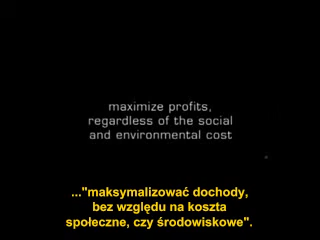 maximize profits,
regardless of the social
and environmental cost
..."maksymalizować dochody,
bez względu na koszta
społeczne, czy środowiskowe".